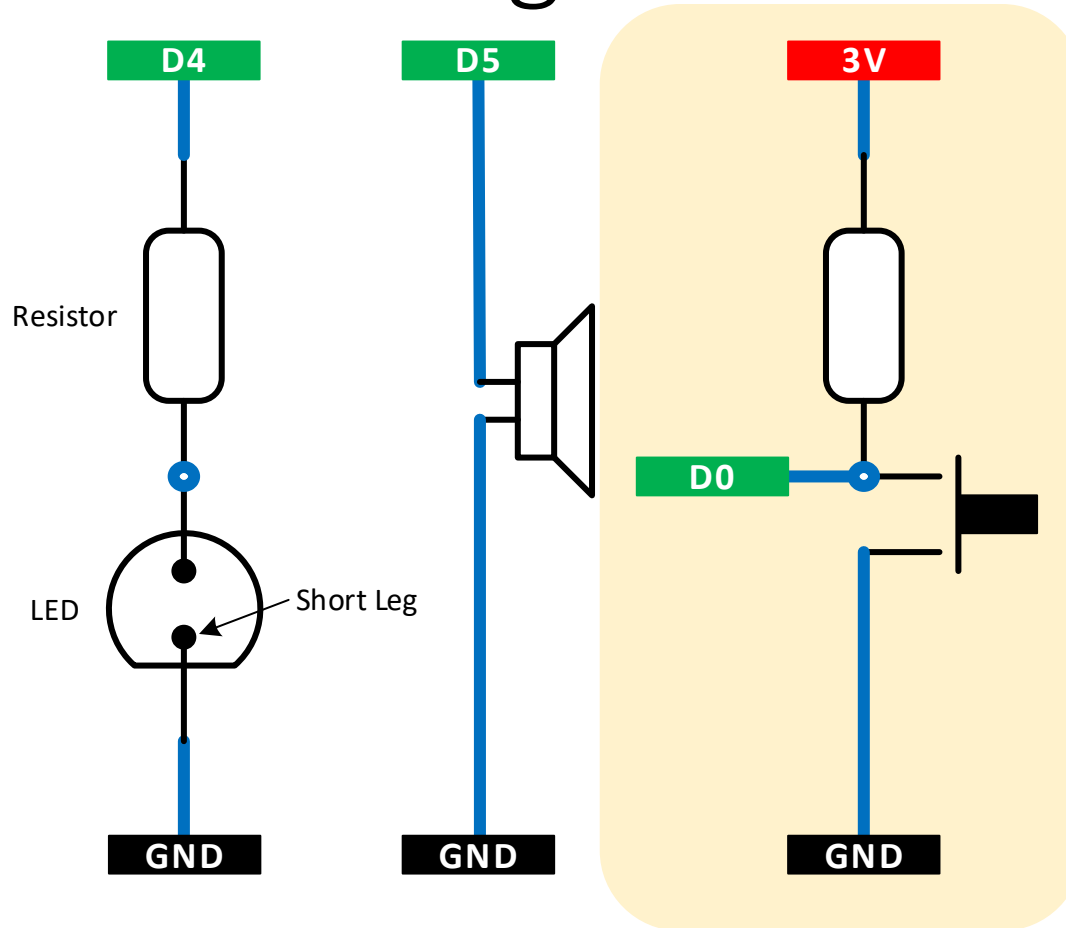 D4
D5
3V
Resistor
D0
LED
Short Leg
GND
GND
GND